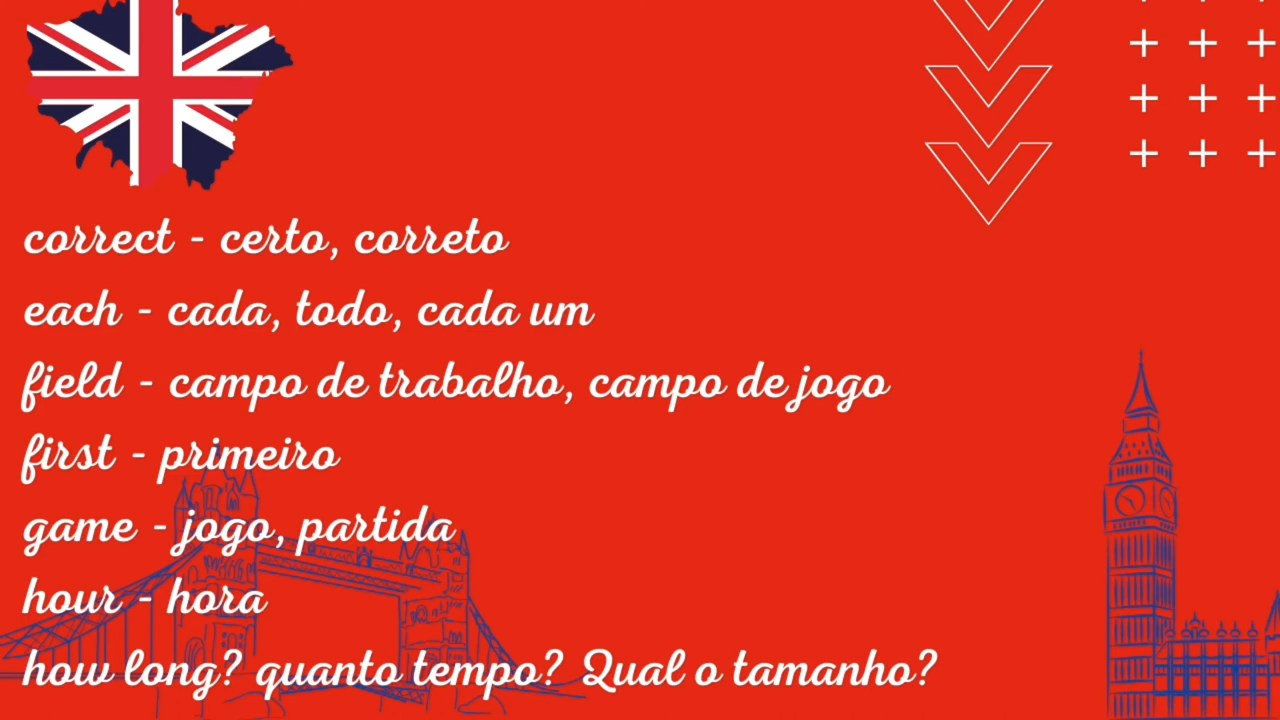 correct - certo, correto
each - cada, todo, cada um
field - campo de trabalho, campo de jogo
first - primeiro
game - jogo, partida
hour - hora
how long? quanto tempo? Qual o tamanho?